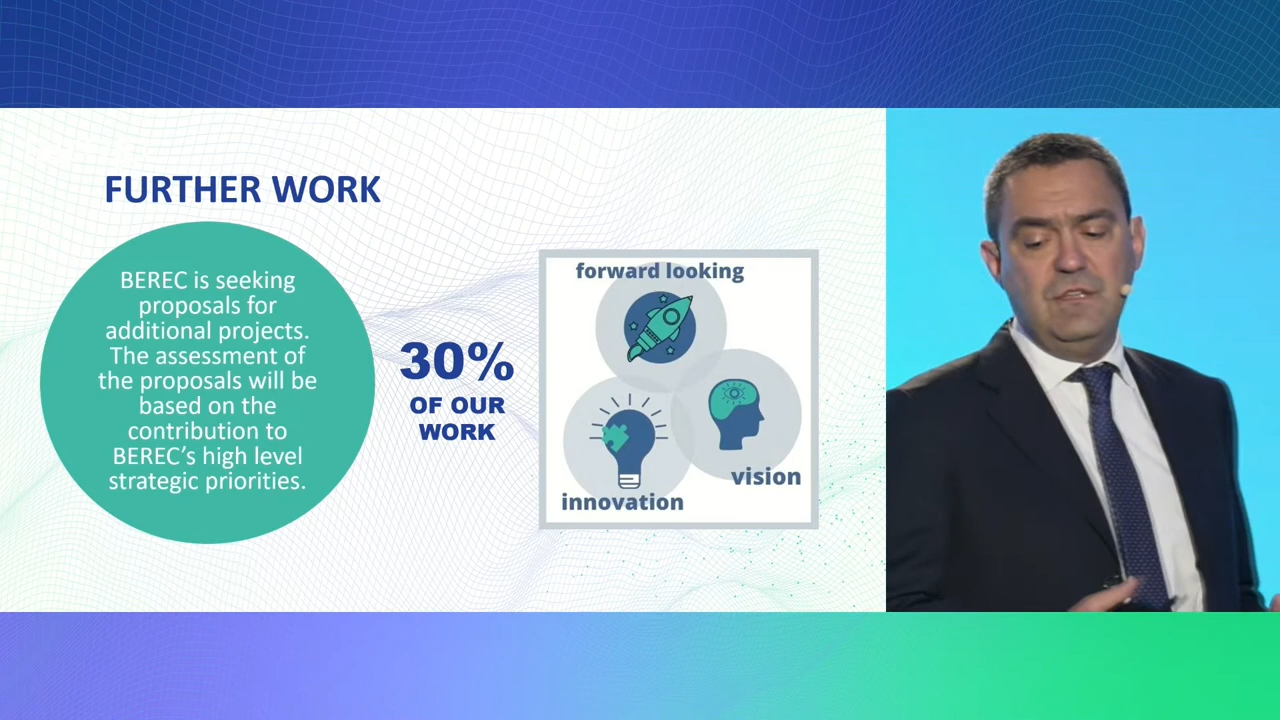 FURTHER WORK
BEREC is seeking
proposals for
additional projects.
The assessment of
the proposals will be
based on the
contribution to
BEREC’s high level
strategic priorities.
30%
OF OUR
WORK
forward looking
vision
innovation